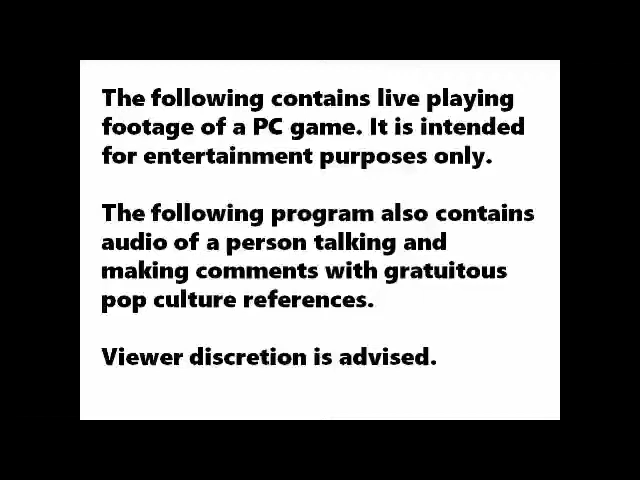 The following contains live playing
footage of a PC game. It is intended
for entertainment purposes only.
The following program also contains
audio of a person talking and
making comments with gratuitous
pop culture references.
Viewer discretion is advised.